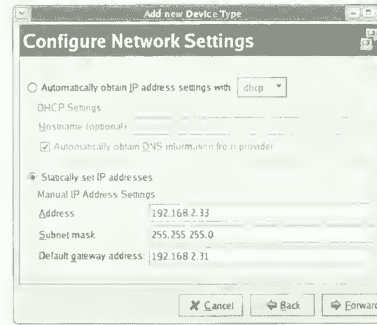 Add new Device Type
Configure Network Settings
Automatically obtain IP address settings with dhcp
DHCP Settings
Hostname (optional):
Automatically obtain DNS information from provider
Statically set IP addresses
Manual IP Address Settings
Address 192.168.2.33
Subnet mask 255.255 255.0
Default gateway address: 192.168.2.31
Cancel Back Forward